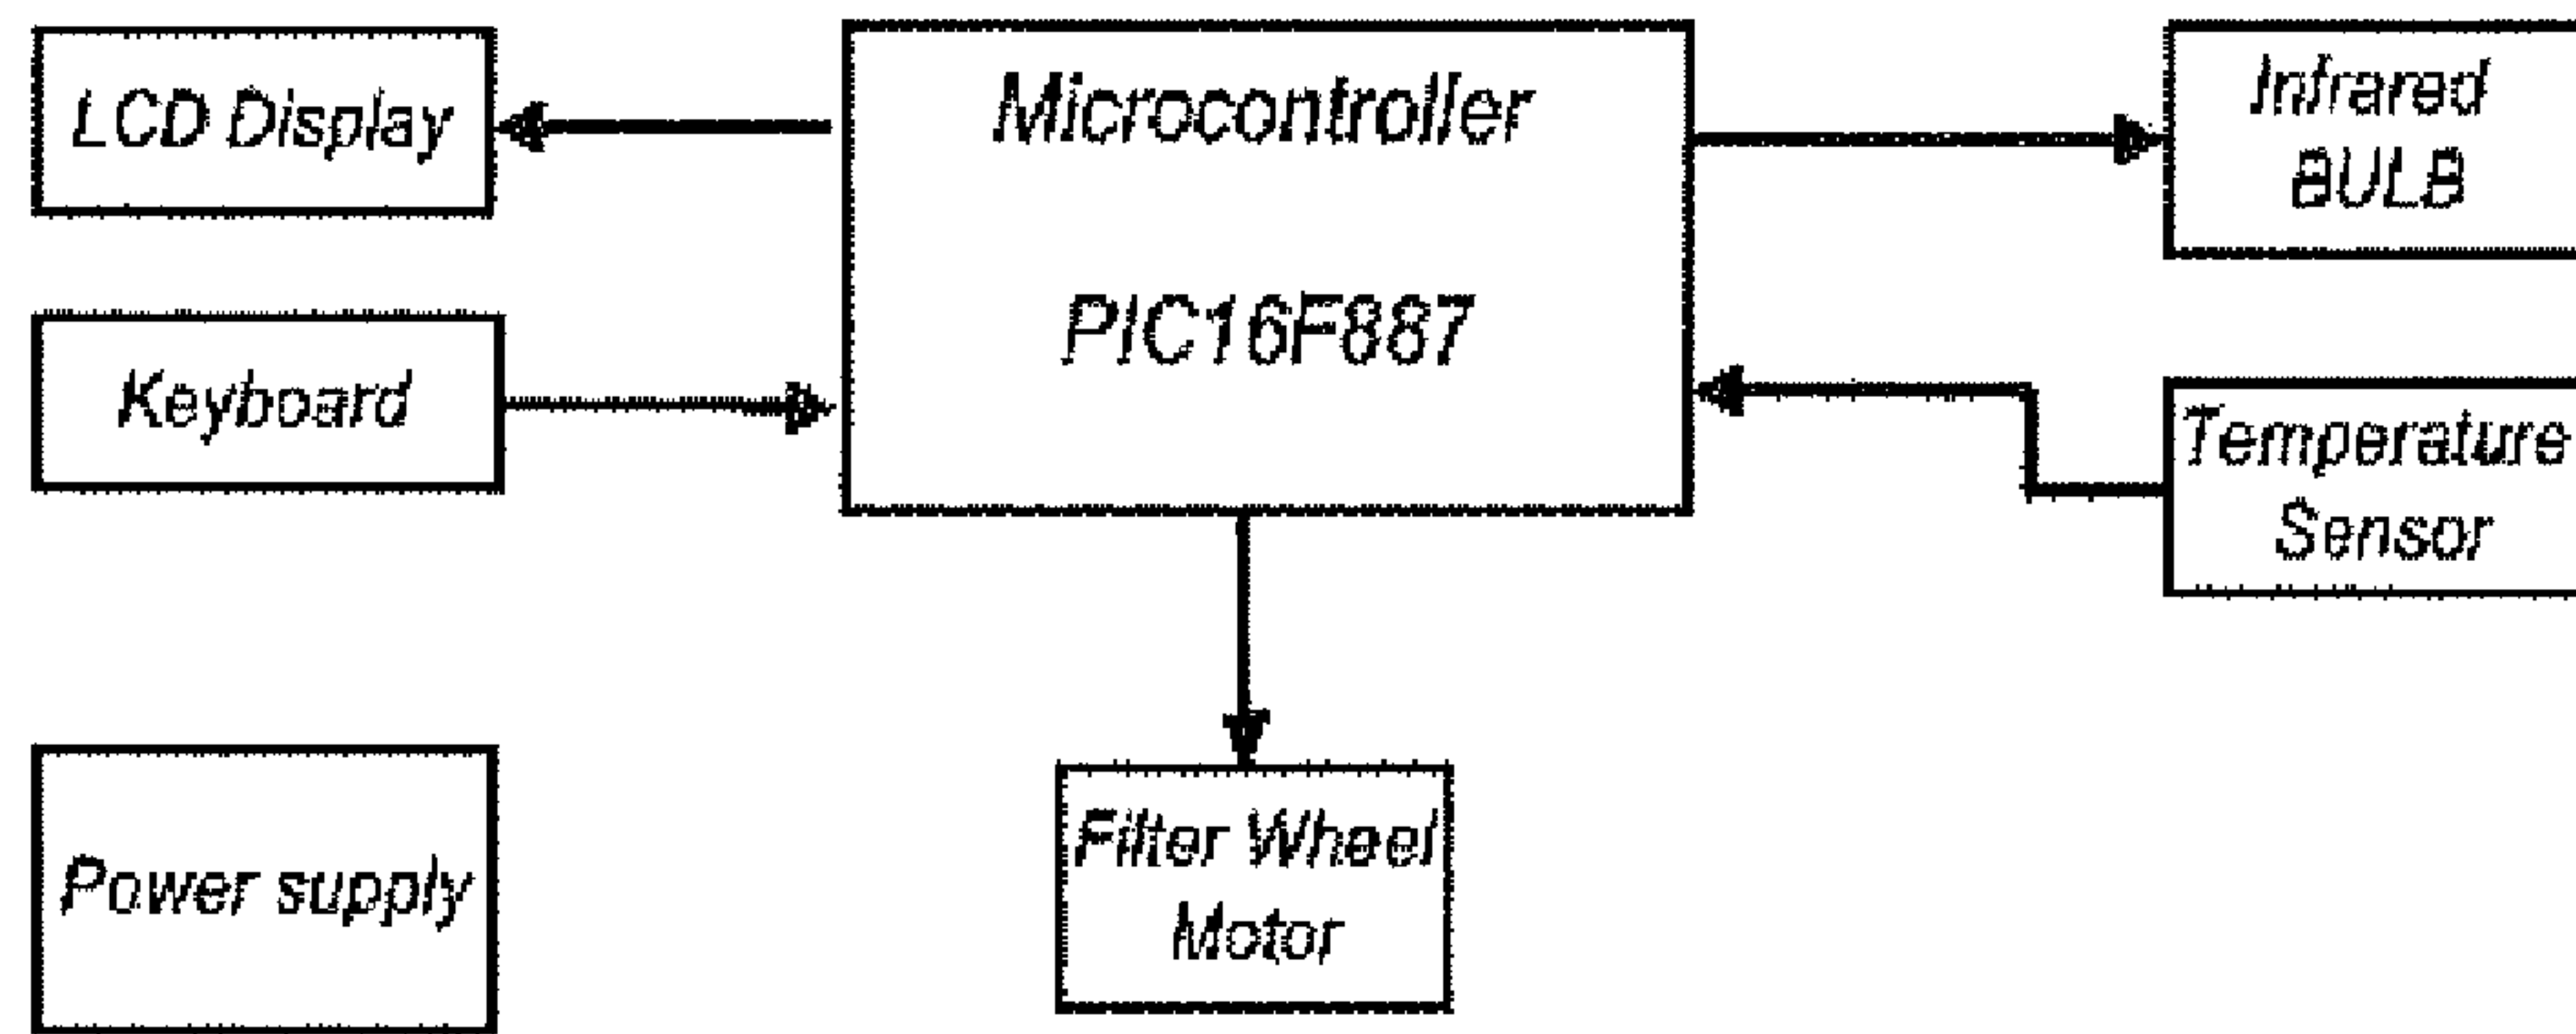 LCD Display
Microcontroller
PIC16F887
Infrared
BULB
Keyboard
Temperature
Sensor
Power supply
Filter Wheel
Motor